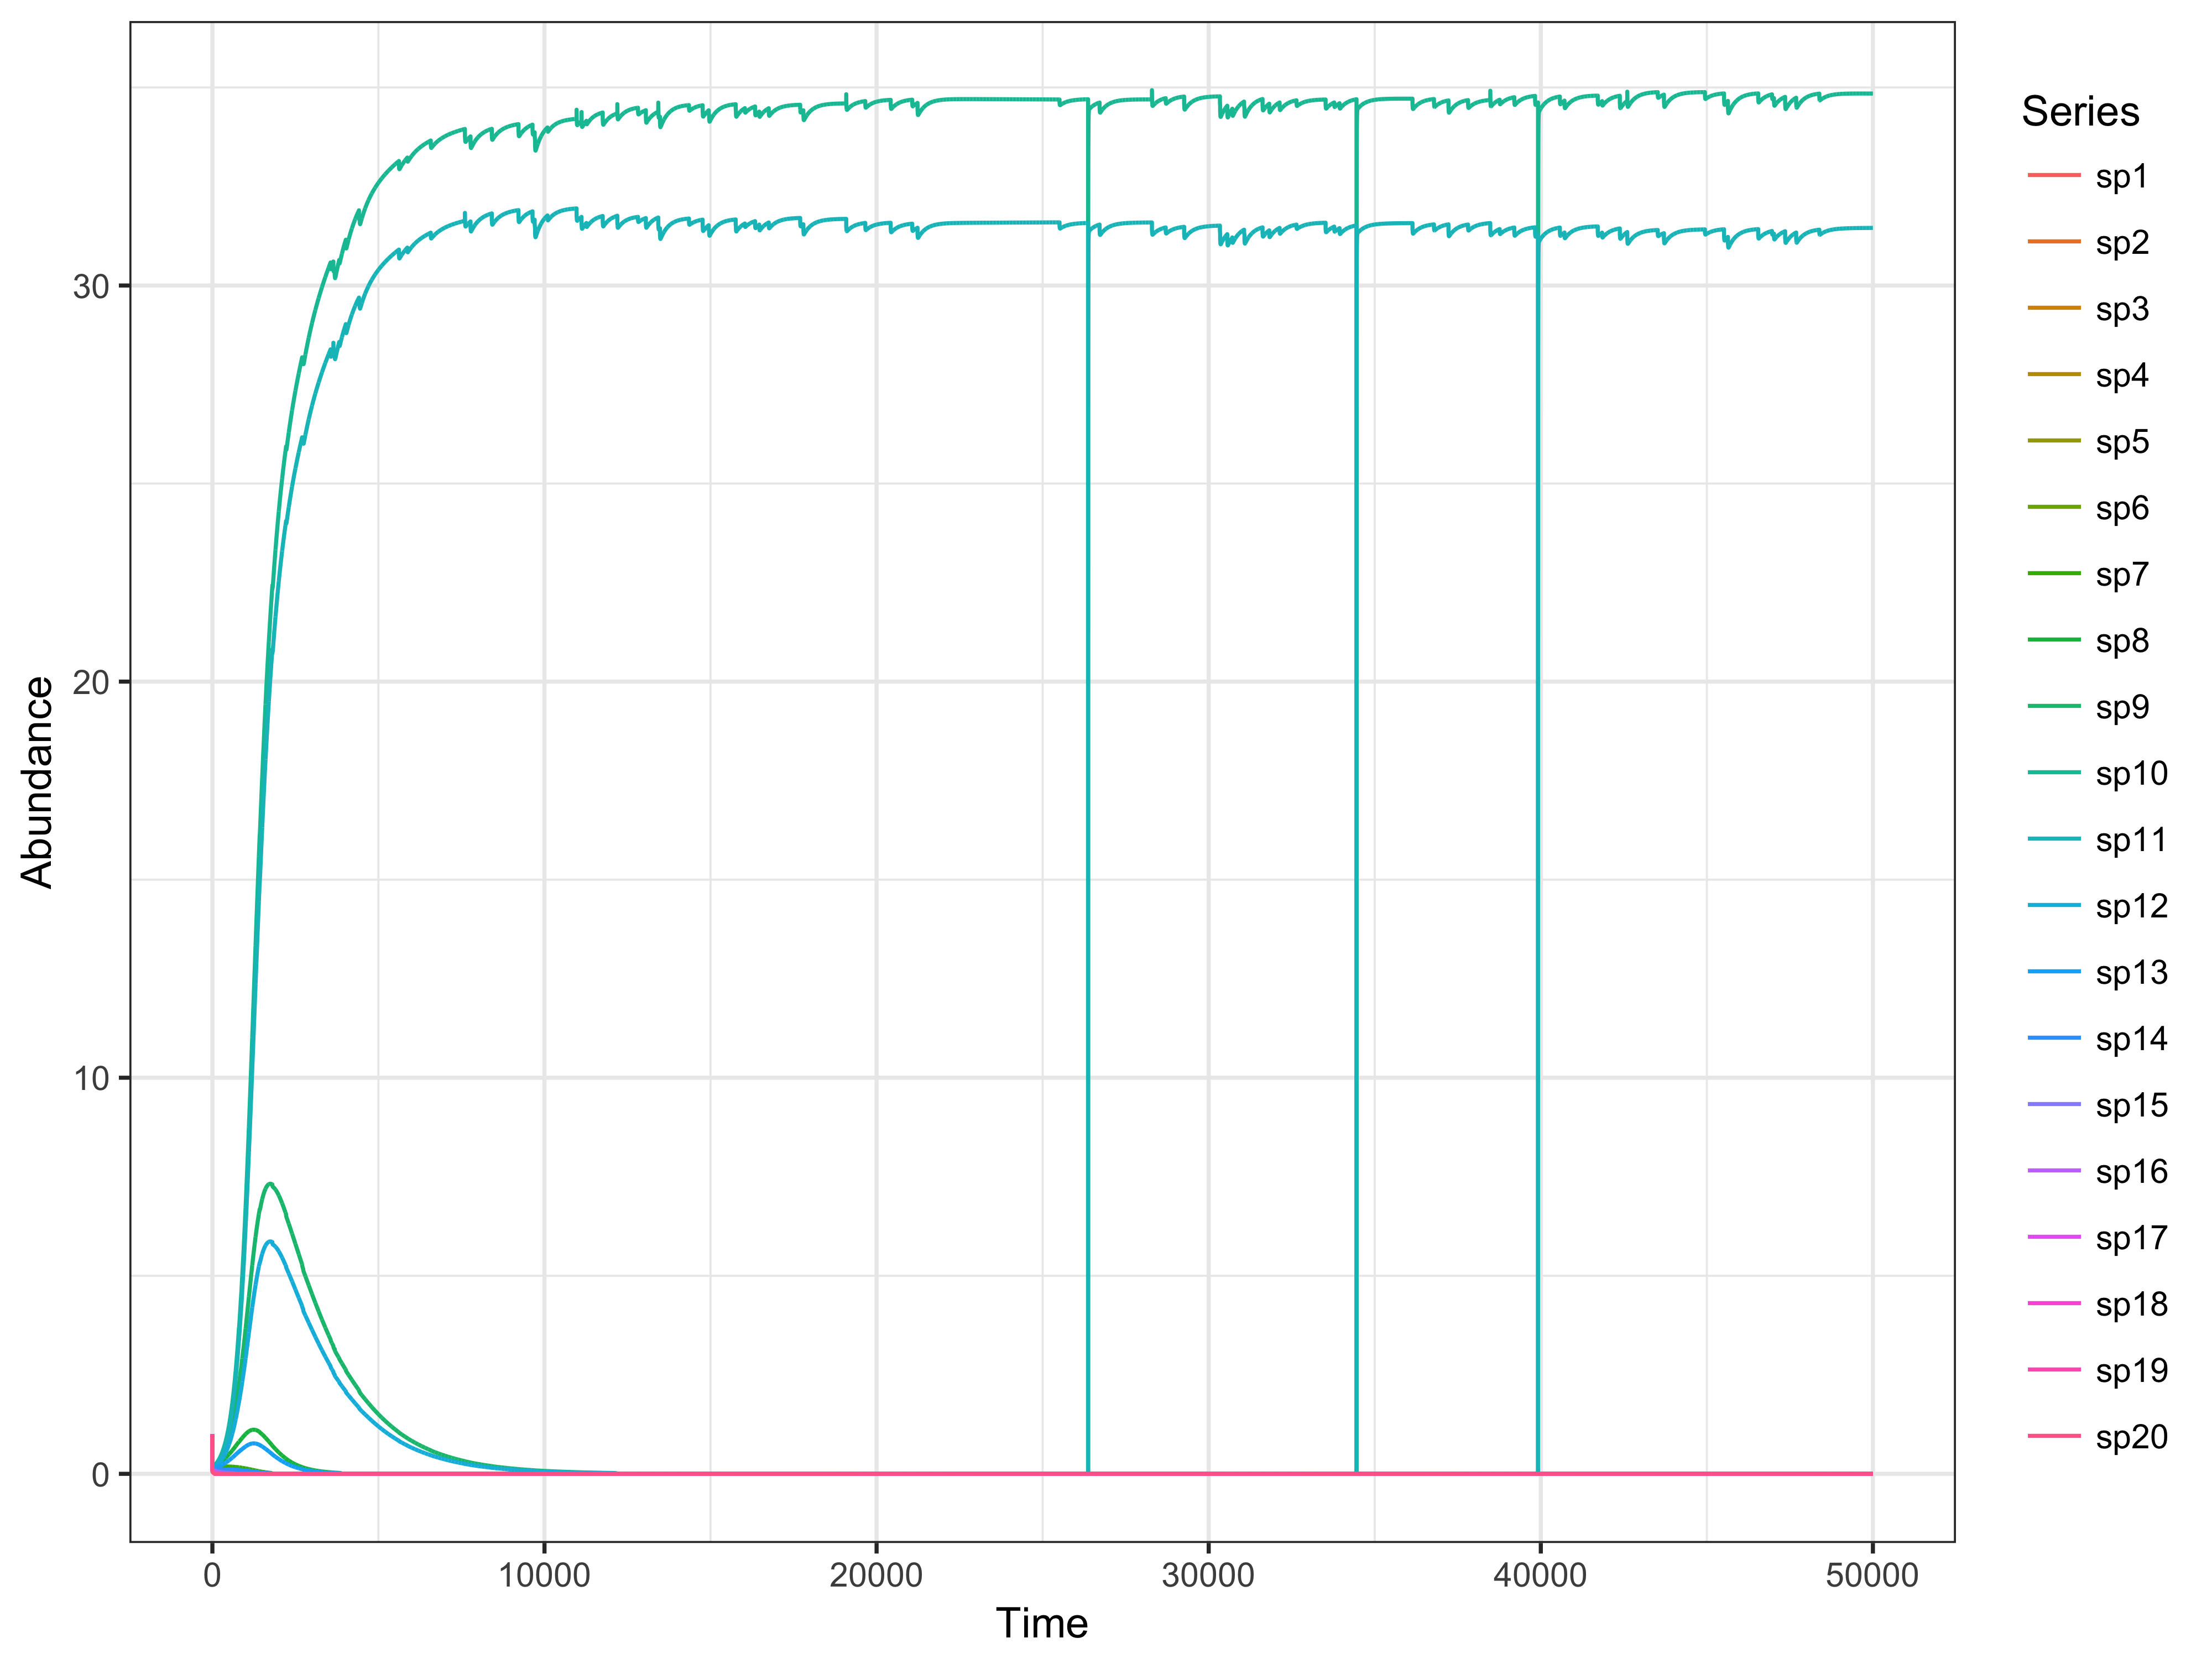 Abundance
30
20
10
0
0 10000 20000 30000 40000 50000
Time
Series
sp1
sp2
sp3
sp4
sp5
sp6
sp7
sp8
sp9
sp10
sp11
sp12
sp13
sp14
sp15
sp16
sp17
sp18
sp19
sp20